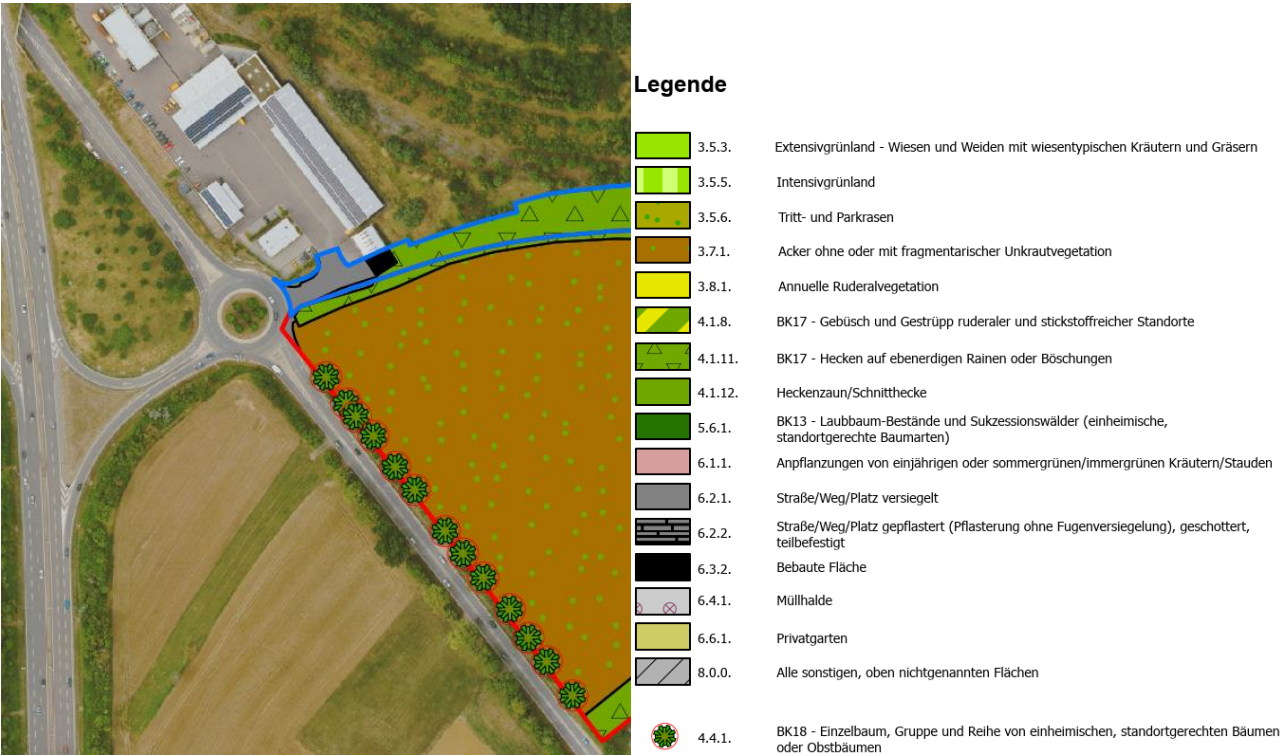 Legende
3.5.3. Extensivgrünland - Wiesen und Weiden mit wiesentypischen Kräutern und Gräsern
3.5.5. Intensivgrünland
3.5.6. Tritt- und Parkrasen
3.7.1. Acker ohne oder mit fragmentarischer Unkrautvegetation
3.8.1. Annuelle Ruderalvegetation
4.1.8. BK17 - Gebüsch und Gestrüpp ruderaler und stickstoffreicher Standorte
4.1.11. BK17 - Hecken auf ebenerdigen Rainen oder Böschungen
4.1.12. Heckenzaun/Schnitthecke
5.6.1. BK13 - Laubbaum-Bestände und Sukzessionswälder (einheimische,
standortgerechte Baumarten)
6.1.1. Anpflanzungen von einjährigen oder sommergrünen/immergrünen Kräutern/Stauden
6.2.1. Straße/Weg/Platz versiegelt
6.2.2. Straße/Weg/Platz gepflastert (Pflasterung ohne Fugenversiegelung), geschottert,
teilbefestigt
6.3.2. Bebaute Fläche
6.4.1. Müllhalde
6.6.1. Privatgarten
8.0.0. Alle sonstigen, oben nichtgenannten Flächen
4.4.1. BK18 - Einzelbaum, Gruppe und Reihe von einheimischen, standortgerechten Bäumen
oder Obstbäumen